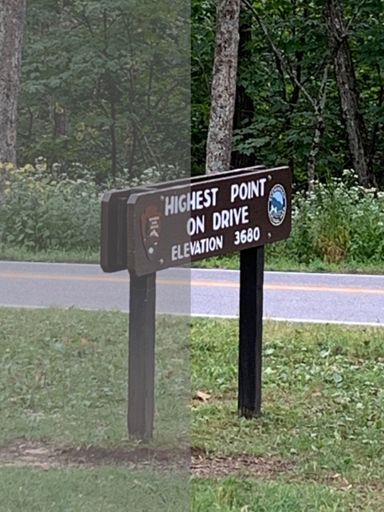 HIGHEST POINT
ON DRIVE
ELEVATION 3680